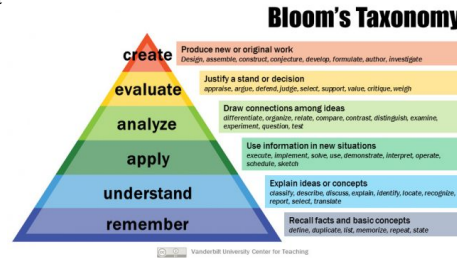 Bloom's Taxonomy
create
Produce new or original work
Design, assemble, construct, conjecture, develop, formulate, author, investigate
evaluate
Justify a stand or decision
appraise, argue, defend, judge, select, support, value, critique, weigh
analyze
Draw connections among ideas
differentiate, organize, relate, compare, contrast, distinguish, examine,
experiment, question, test
apply
Use information in new situations
execute, implement, solve, use, demonstrate, interpret, operate,
schedule, sketch
understand
Explain ideas or concepts
classify, describe, discuss, explain, identify, locate, recognize,
report, select, translate
remember
Recall facts and basic concepts
define, duplicate, list, memorize, repeat, state
Vanderbilt University Center for Teaching